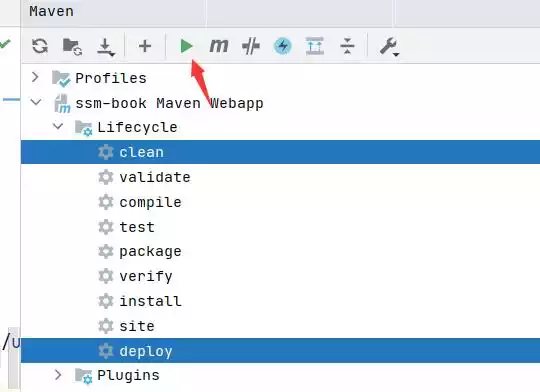 Maven
m
Profiles
ssm-book Maven Webapp
Lifecycle
clean
validate
compile
test
package
verify
install
site
/u
deploy
Plugins